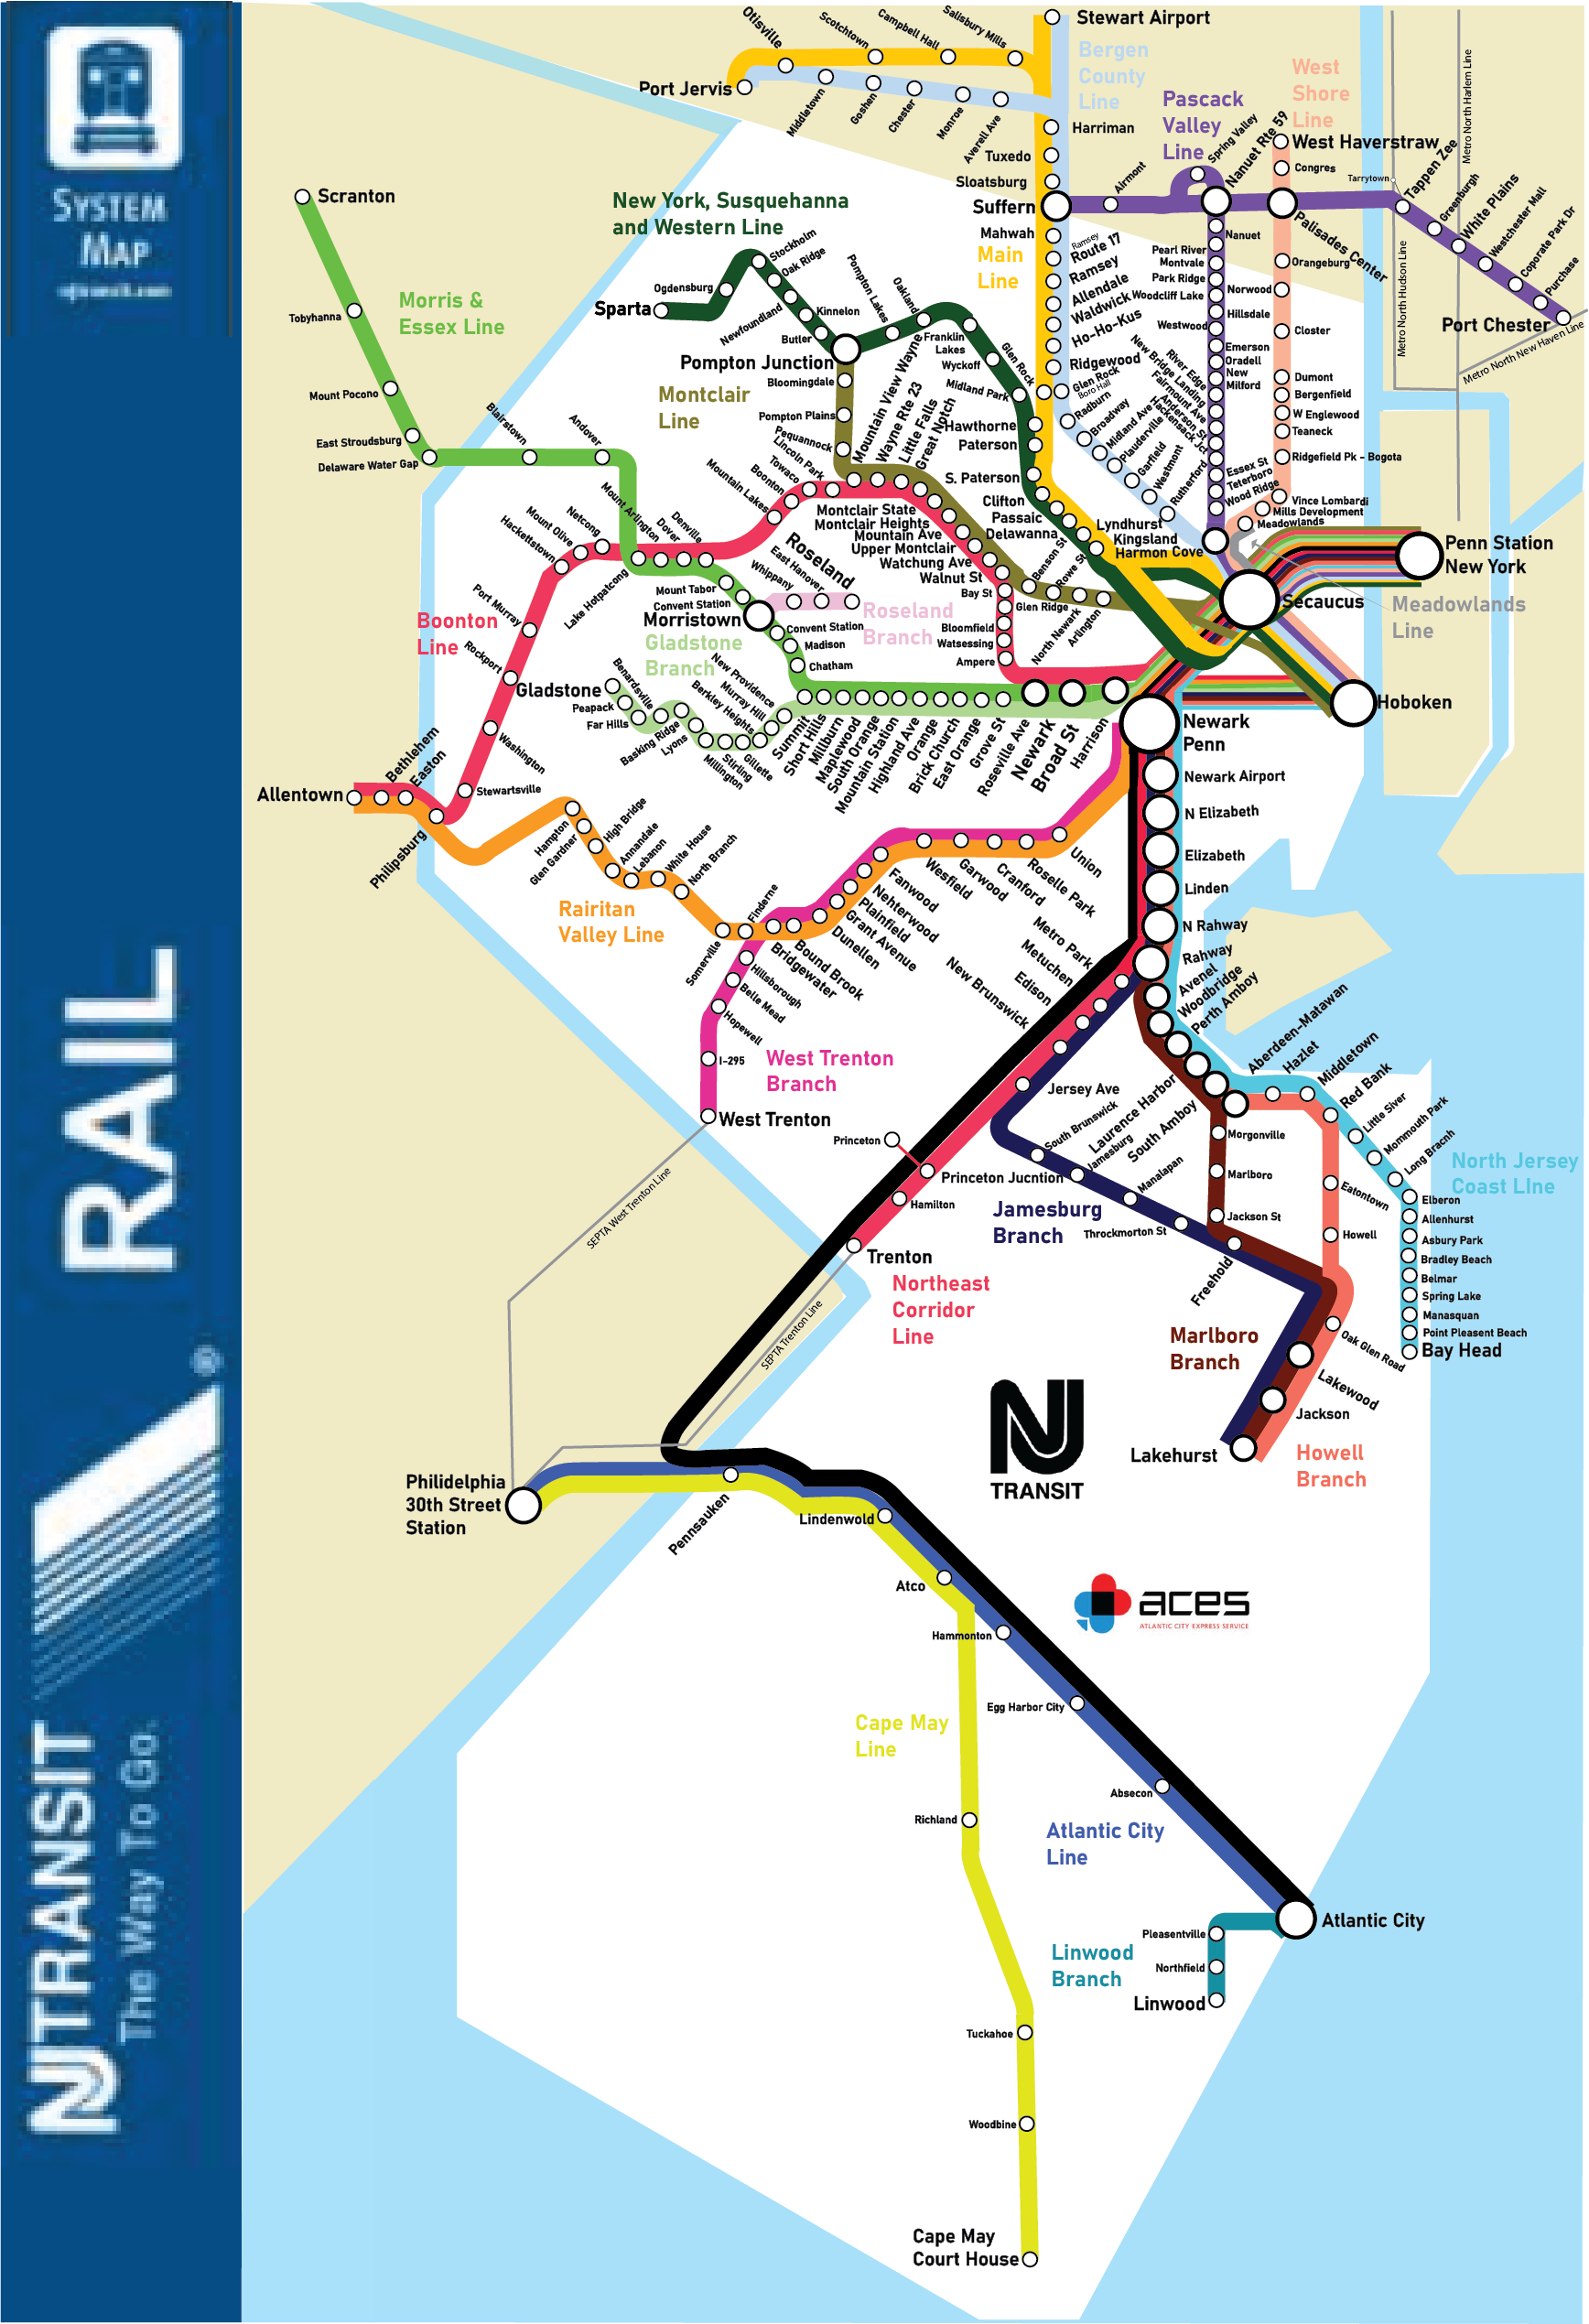 SYSTEM
MAP
njtransit.com
RAIL
®
NJ TRANSIT
The Way To Go.
Otisville
Scotchtown
Campbell Hall
Salisbury Mills
Stewart Airport
Port Jervis
Middletown
Goshen
Chester
Monroe
Averell Ave
Bergen
County
Line
Harriman
Tuxedo
Sloatsburg
Suffern
Mahwah
Airmont
Pascack
Valley
Line
Spring Valley
Nanuet Rte 59
West
Shore
Line
West Haverstraw
Congres
Palisades Center
Tarrytown
Tappen Zee
Greenburgh
White Plains
Westchester Mall
Coporate Park Dr
Purchase
Port Chester
Metro North Harlem Line
Metro North Hudson Line
Metro North New Haven Line
Scranton
Tobyhanna
Mount Pocono
East Stroudsburg
Delaware Water Gap
Blairstown
Andover
Morris &
Essex Line
New York, Susquehanna
and Western Line
Sparta
Ogdensburg
Stockholm
Oak Ridge
Newfoundland
Kinnelon
Butler
Pompton Junction
Pompton Lakes
Oakland
Franklin
Lakes
Wyckoff
Midland Park
Glen Rock
Hawthorne
Paterson
S. Paterson
Clifton
Passaic
Delawanna
Lyndhurst
Kingsland
Harmon Cove
Main
Line
Ramsey
Route 17
Ramsey
Allendale
Waldwick
Ho-Ho-Kus
Ridgewood
Glen Rock
Boro Hall
Radburn
Broadway
Midland Ave
Plauderville
Garfield
Westmont
Rutherford
Nanuet
Pearl River
Montvale
Park Ridge
Woodcliff Lake
Hillsdale
Westwood
Emerson
Oradell
New
Milford
River Edge
New Bridge Landing
Fairmount Ave
Anderson St
Hackensack Jct
Essex St
Teterboro
Wood Ridge
Orangeburg
Norwood
Closter
Dumont
Bergenfield
W Englewood
Teaneck
Ridgefield Pk - Bogota
Vince Lombardi
Mills Development
Meadowlands
Penn Station
New York
Secaucus
Meadowlands
Line
Hoboken
Montclair
Line
Bloomingdale
Pompton Plains
Pequannock
Lincoln Park
Towaco
Boonton
Mountain Lakes
Mountain View Wayne
Wayne Rte 23
Little Falls
Great Notch
Montclair State
Montclair Heights
Mountain Ave
Upper Montclair
Watchung Ave
Walnut St
Bay St
Glen Ridge
Bloomfield
Watsessing
Ampere
Benson St
Rowe St
North Newark
Arlington
Denville
Dover
Mount Arlington
Lake Hotpatcong
Netcong
Mount Olive
Hackettstown
Port Murray
Rockport
Washington
Stewartsville
Boonton
Line
Mount Tabor
Convent Station
Morristown
Whippany
East Hanover
Roseland
Roseland
Branch
Convent Station
Madison
Chatham
Gladstone
Branch
Gladstone
Peapack
Far Hills
Benardsville
Basking Ridge
Lyons
Millington
Stirling
Gillette
Berkley Heights
Murray Hill
New Providence
Summit
Short Hills
Millburn
Maplewood
South Orange
Mountain Station
Highland Ave
Orange
Brick Church
East Orange
Grove St
Roseville Ave
Newark
Broad St
Harrison
Newark
Penn
Newark Airport
N Elizabeth
Elizabeth
Linden
N Rahway
Rahway
Avenel
Woodbridge
Perth Amboy
Allentown
Bethlehem
Easton
Philipsburg
Hampton
Glen Gardner
High Bridge
Annandale
Lebanon
White House
North Branch
Rairitan
Valley Line
Somerville
Finderne
Bridgewater
Bound Brook
Dunellen
Grant Avenue
Plainfield
Nehterwood
Fanwood
Wesfield
Garwood
Cranford
Roselle Park
Union
Hillsborough
Belle Mead
Hopewell
I-295
West Trenton
West Trenton
Branch
SEPTA West Trenton Line
Metro Park
Metuchen
Edison
New Brunswick
Jersey Ave
Princeton
Princeton Jucntion
Hamilton
Trenton
Northeast
Corridor
Line
SEPTA Trenton Line
Laurence Harbor
South Amboy
Aberdeen-Matawan
Hazlet
Middletown
Red Bank
Little Siver
Mommouth Park
Long Bracnh
North Jersey
Coast LIne
Elberon
Allenhurst
Asbury Park
Bradley Beach
Belmar
Spring Lake
Manasquan
Point Pleasent Beach
Bay Head
South Brunswick
Jamesburg
Manalapan
Throckmorton St
Freehold
Jamesburg
Branch
Morgonville
Marlboro
Jackson St
Marlboro
Branch
Eatontown
Howell
Oak Glen Road
Lakewood
Jackson
Lakehurst
Howell
Branch
NJ
TRANSIT
Philidelphia
30th Street
Station
Pennsauken
Lindenwold
Atco
Hammonton
Egg Harbor City
Absecon
Atlantic City
aces
ATLANTIC CITY EXPRESS SERVICE
Cape May
Line
Atlantic City
Line
Richland
Tuckahoe
Woodbine
Cape May
Court House
Linwood
Branch
Pleasentville
Northfield
Linwood